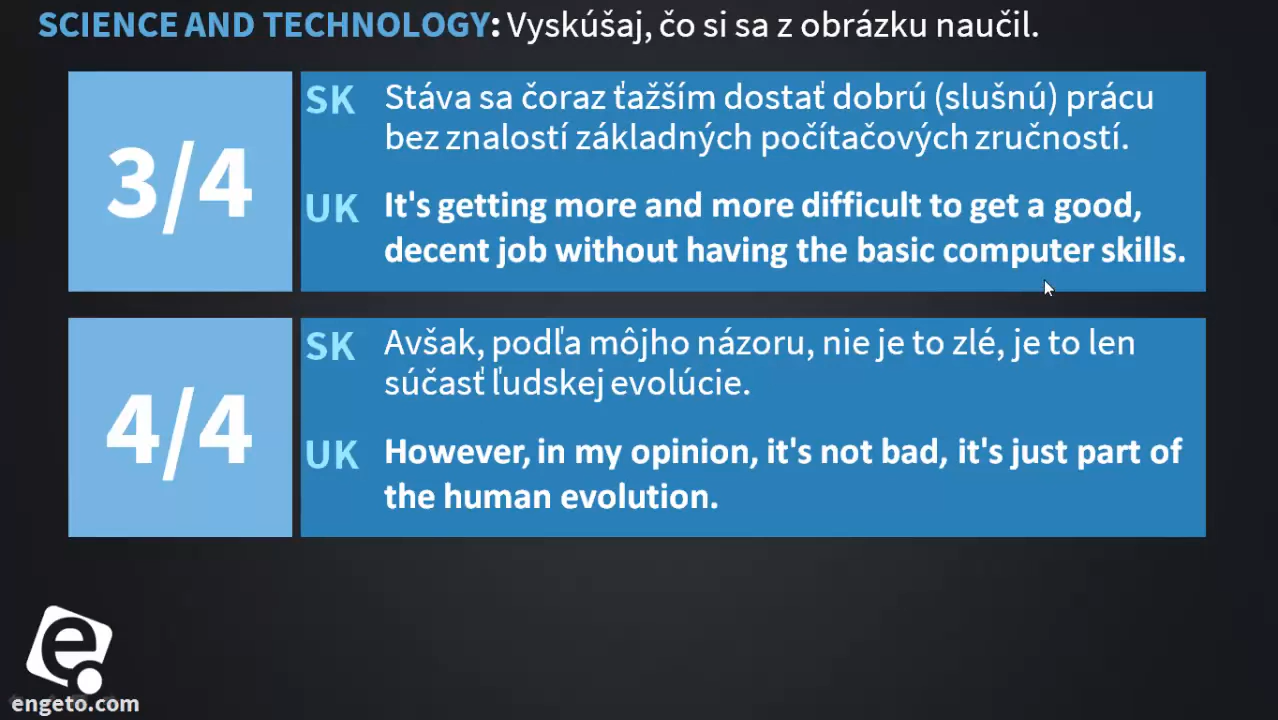 SCIENCE AND TECHNOLOGY: Vyskúšaj, čo si sa z obrázku naučil.
3/4
SK Stáva sa čoraz ťažším dostať dobrú (slušnú) prácu
bez znalostí základných počítačových zručností.
UK It's getting more and more difficult to get a good,
decent job without having the basic computer skills.
4/4
SK Avšak, podľa môjho názoru, nie je to zlé, je to len
súčasť ľudskej evolúcie.
UK However, in my opinion, it's not bad, it's just part of
the human evolution.
e
engeto.com